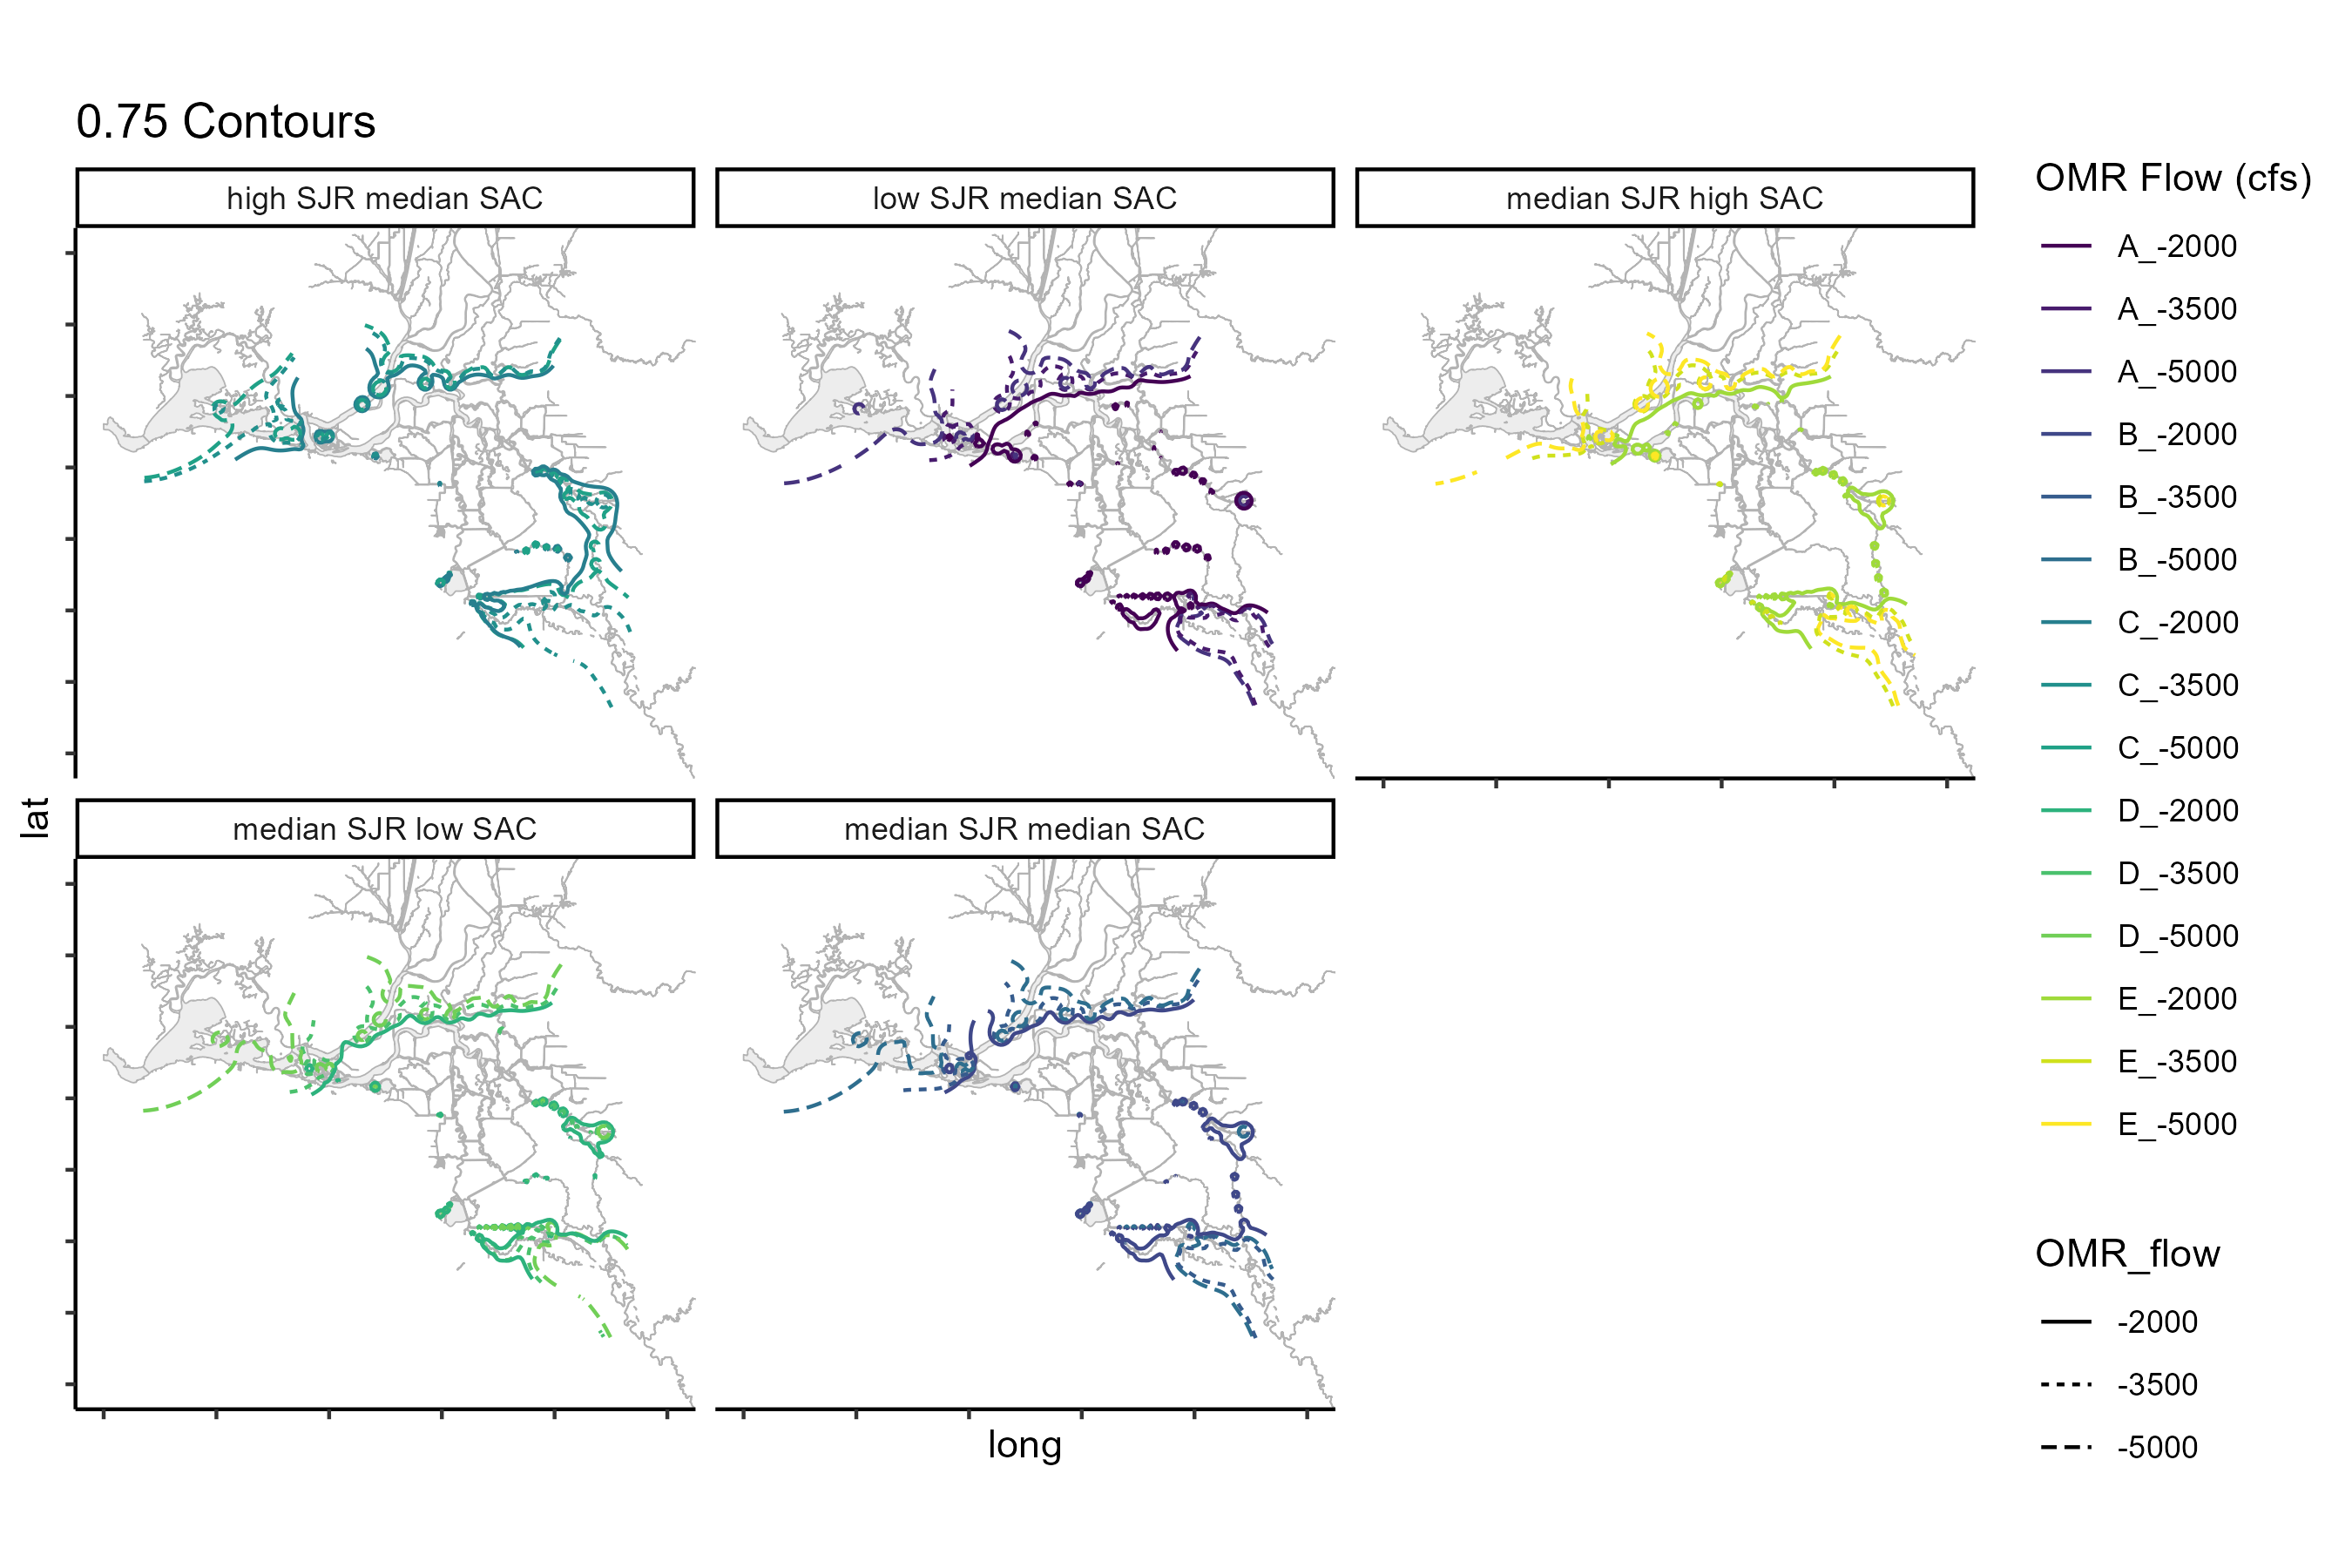 0.75 Contours
high SJR median SAC
low SJR median SAC
median SJR high SAC
median SJR low SAC
median SJR median SAC
lat
long
OMR Flow (cfs)
A_-2000
A_-3500
A_-5000
B_-2000
B_-3500
B_-5000
C_-2000
C_-3500
C_-5000
D_-2000
D_-3500
D_-5000
E_-2000
E_-3500
E_-5000
OMR_flow
-2000
-3500
-5000